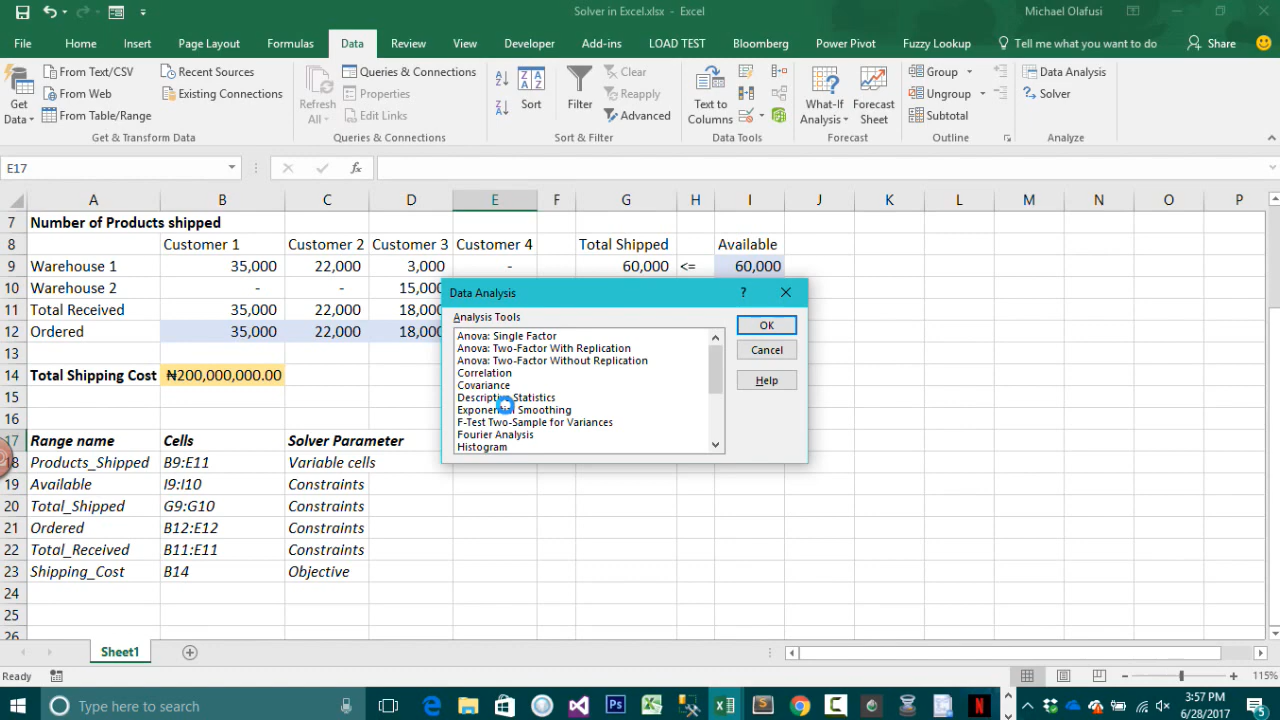 Solver in Excel.xlsx - Excel
Michael Olafusi
File Home Insert Page Layout Formulas Data Review View Developer Add-ins LOAD TEST Bloomberg Power Pivot Fuzzy Lookup Tell me what you want to do Share
From Text/CSV Recent Sources Queries & Connections Clear Group Data Analysis
From Web Existing Connections Properties Reapply Ungroup Solver
From Table/Range Edit Links Advanced Subtotal
Get Data
Refresh All
Sort
Filter
Text to Columns
What-If Analysis
Forecast Sheet
Get & Transform Data Queries & Connections Sort & Filter Data Tools Forecast Outline Analyze
E17 fx
A B C D E F G H I J K L M N O P
7 Number of Products shipped
8 Customer 1 Customer 2 Customer 3 Customer 4 Total Shipped Available
9 Warehouse 1 35,000 22,000 3,000 - 60,000 <= 60,000
10 Warehouse 2 - - 15,000
11 Total Received 35,000 22,000 18,000
12 Ordered 35,000 22,000 18,000
13
14 Total Shipping Cost ₦200,000,000.00
15
16
17 Range name Cells Solver Parameter
18 Products_Shipped B9:E11 Variable cells
19 Available I9:I10 Constraints
20 Total_Shipped G9:G10 Constraints
21 Ordered B12:E12 Constraints
22 Total_Received B11:E11 Constraints
23 Shipping_Cost B14 Objective
24
25
26
Data Analysis ?
Analysis Tools
Anova: Single Factor
Anova: Two-Factor With Replication
Anova: Two-Factor Without Replication
Correlation
Covariance
Descriptive Statistics
Exponential Smoothing
F-Test Two-Sample for Variances
Fourier Analysis
Histogram
OK
Cancel
Help
Sheet1
Ready 115%
Type here to search
3:57 PM
6/28/2017
5